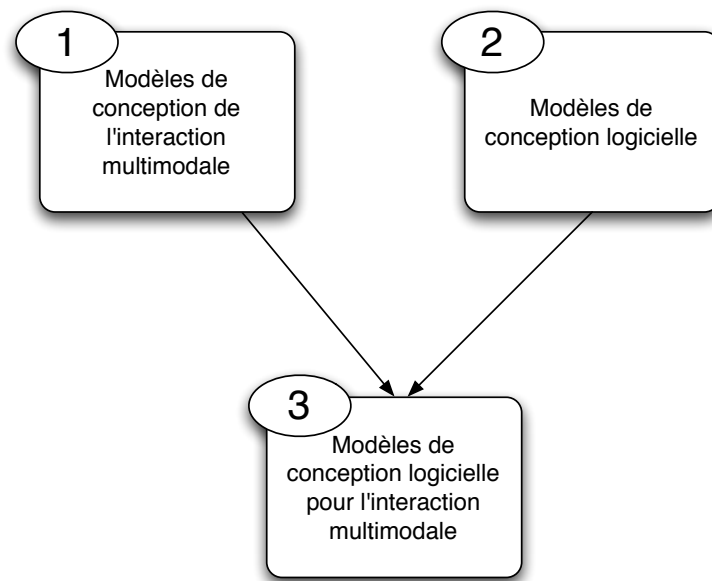 1
Modèles de
conception de
l'interaction
multimodale
2
Modèles de
conception logicielle
3
Modèles de
conception logicielle
pour l'interaction
multimodale